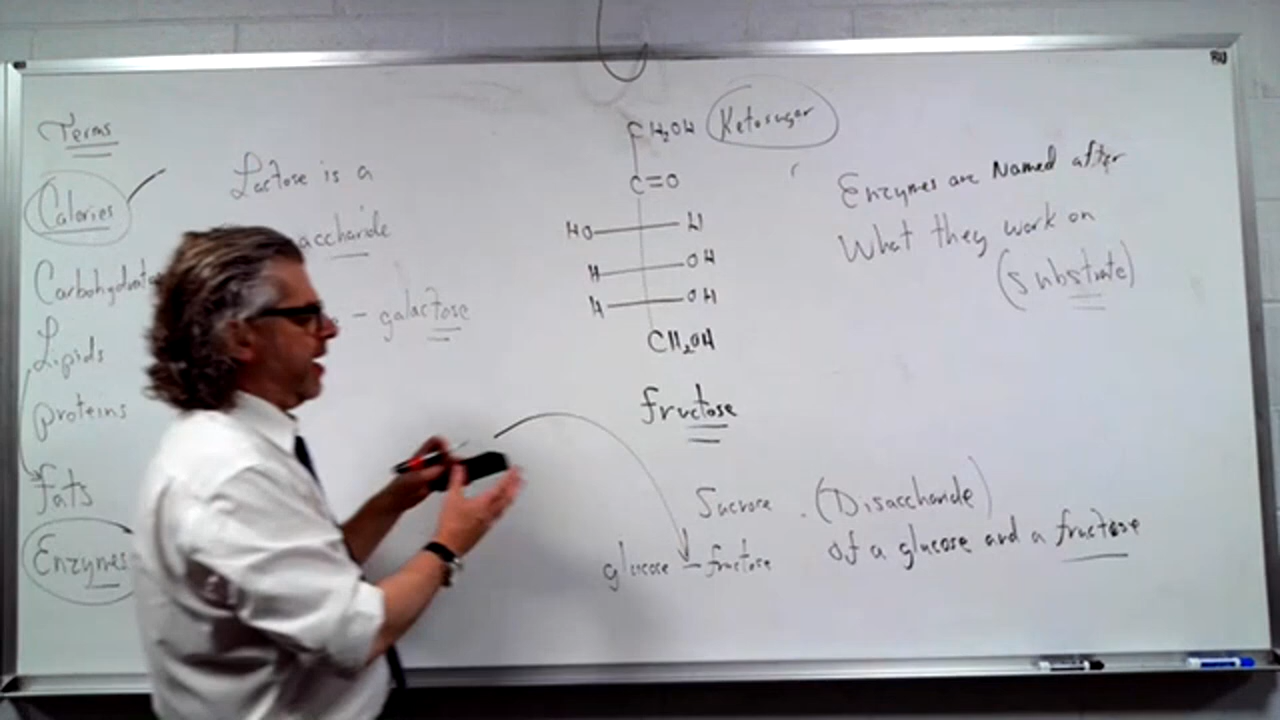 Terms
Calories
Carbohydrate
Lipids
proteins
fats
Enzymes
Lactose is a
accharide
- galactose
CH₂OH
Ketosugar
C=O
HO H
H OH
H OH
CH₂OH
fructose
Sucrose (Disaccharide)
glucose - fructose
of a glucose and a fructose
Enzymes are Named after
What they work on
(substrate)